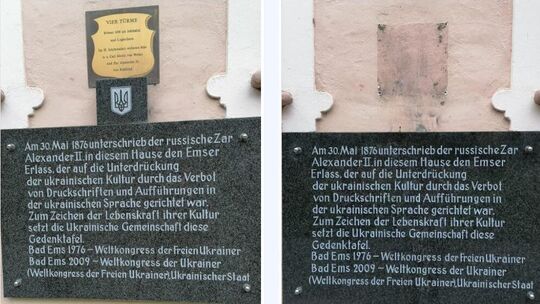 VIER TÜRME
Am 30. Mai 1876 unterschrieb der russische Zar
Alexander II. in diesem Hause den Emser
Erlass, der auf die Unterdrückung
der ukrainischen Kultur durch das Verbot
von Druckschriften und Aufführungen in
der ukrainischen Sprache gerichtet war.
Zum Zeichen der Lebenskraft ihrer Kultur
setzt die Ukrainische Gemeinschaft diese
Gedenktafel.
Bad Ems 1976 – Weltkongress der Freien Ukrainer
Bad Ems 2009 – Weltkongress der Ukrainer
(Weltkongress der Freien Ukrainer), Ukrainischer Staat
Am 30. Mai 1876 unterschrieb der russische Zar
Alexander II. in diesem Hause den Emser
Erlass, der auf die Unterdrückung
der ukrainischen Kultur durch das Verbot
von Druckschriften und Aufführungen in
der ukrainischen Sprache gerichtet war.
Zum Zeichen der Lebenskraft ihrer Kultur
setzt die Ukrainische Gemeinschaft diese
Gedenktafel.
Bad Ems 1976 – Weltkongress der Freien Ukrainer
Bad Ems 2009 – Weltkongress der Ukrainer
(Weltkongress der Freien Ukrainer), Ukrainischer Staat